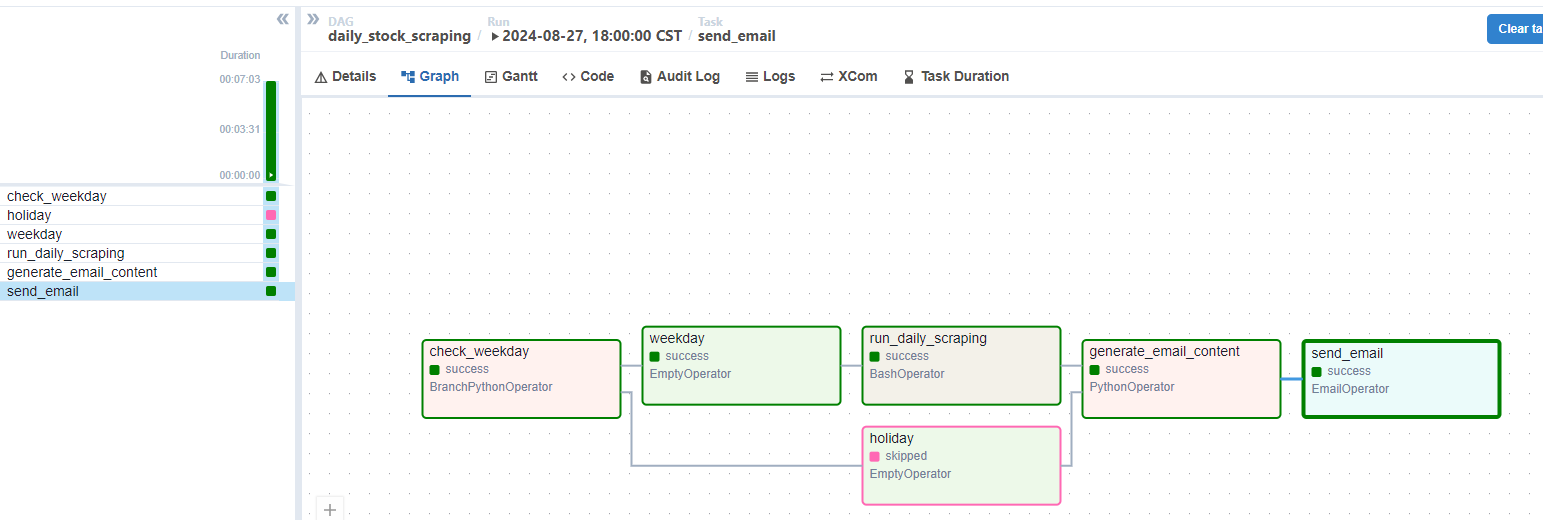 « » DAG Run Task
daily_stock_scraping / 2024-08-27, 18:00:00 CST / send_email
Clear ta
Details Graph Gantt Code Audit Log Logs XCom Task Duration
Duration
00:07:03
00:03:31
00:00:00
check_weekday
holiday
weekday
run_daily_scraping
generate_email_content
send_email
check_weekday
success
BranchPythonOperator
weekday
success
EmptyOperator
run_daily_scraping
success
BashOperator
holiday
skipped
EmptyOperator
generate_email_content
success
PythonOperator
send_email
success
EmailOperator
+